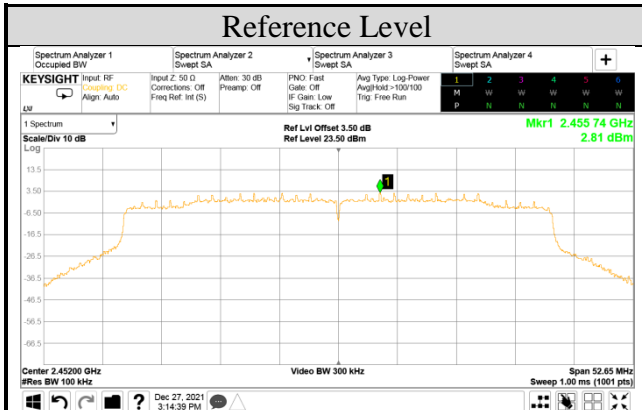 Reference Level
Spectrum Analyzer 1 Spectrum Analyzer 2 Spectrum Analyzer 3 Spectrum Analyzer 4
Occupied BW Swept SA Swept SA Swept SA +
KEYSIGHT Input: RF Input Z: 50 Ω Atten: 30 dB PNO: Fast Avg Type: Log-Power 1 2 3 4 5 6
Coupling: DC Corrections: Off Preamp: Off Gate: Off Avg|Hold:>100/100 M W W W W W
Align: Auto Freq Ref: Int (S) IF Gain: Low Trig: Free Run
LXI Sig Track: Off P N N N N N
1 Spectrum Ref Lvl Offset 3.50 dB Mkr1 2.455 74 GHz
Scale/Div 10 dB Ref Level 23.50 dBm 2.81 dBm
Log
13.5
1
3.50
-6.50
-16.5
-26.5
-36.5
-46.5
-56.5
-66.5
Center 2.45200 GHz Video BW 300 kHz Span 52.65 MHz
#Res BW 100 kHz Sweep 1.00 ms (1001 pts)
? Dec 27, 2021
3:14:39 PM